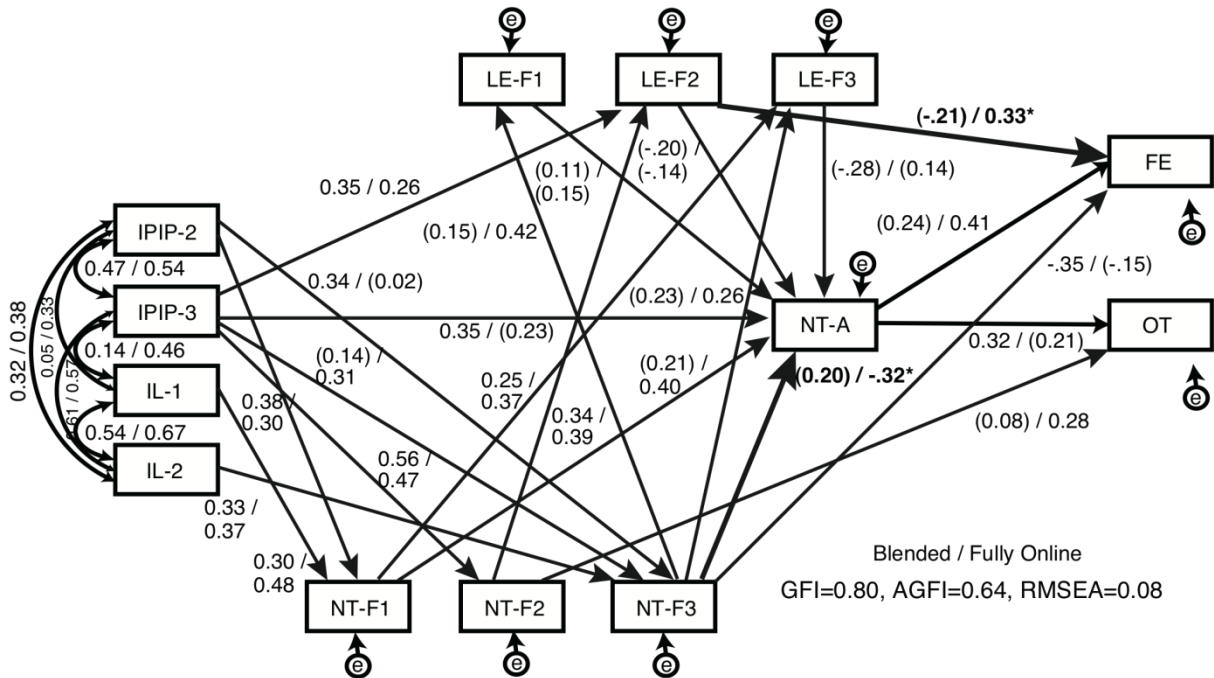 e
e
e
LE-F1
LE-F2
LE-F3
(-.21) / 0.33*
FE
e
(0.11) /
(0.15)
(-.20) /
(-.14)
(-.28) / (0.14)
0.35 / 0.26
(0.24) / 0.41
(0.15) / 0.42
IPIP-2
0.47 / 0.54
0.34 / (0.02)
e
-.35 / (-.15)
IPIP-3
(0.23) / 0.26
0.35 / (0.23)
NT-A
OT
e
0.32 / (0.21)
0.32 / 0.38
0.05 / 0.33
0.14 / 0.46
0.61 / 0.57
(0.14) /
0.31
(0.21) /
0.40
(0.20) / -.32*
IL-1
0.25 /
0.37
0.38 /
0.30
0.34 /
0.39
(0.08) / 0.28
0.54 / 0.67
IL-2
0.56 /
0.47
0.33 /
0.37
0.30 /
0.48
Blended / Fully Online
GFI=0.80, AGFI=0.64, RMSEA=0.08
NT-F1
NT-F2
NT-F3
e
e
e